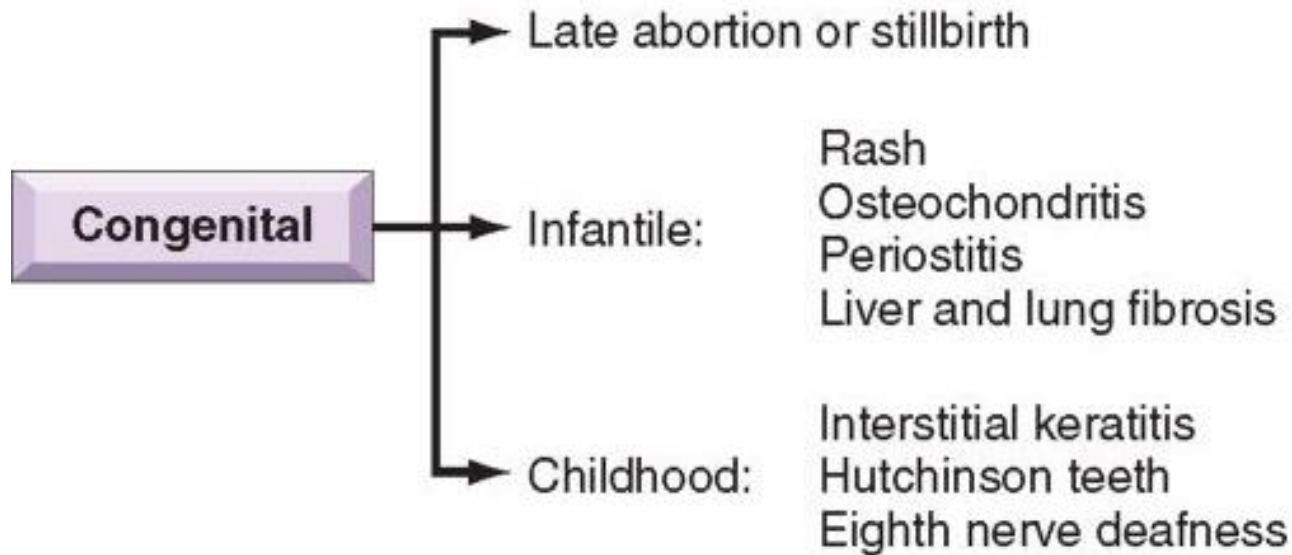 Late abortion or stillbirth
Congenital
Infantile:
Rash
Osteochondritis
Periostitis
Liver and lung fibrosis
Childhood:
Interstitial keratitis
Hutchinson teeth
Eighth nerve deafness